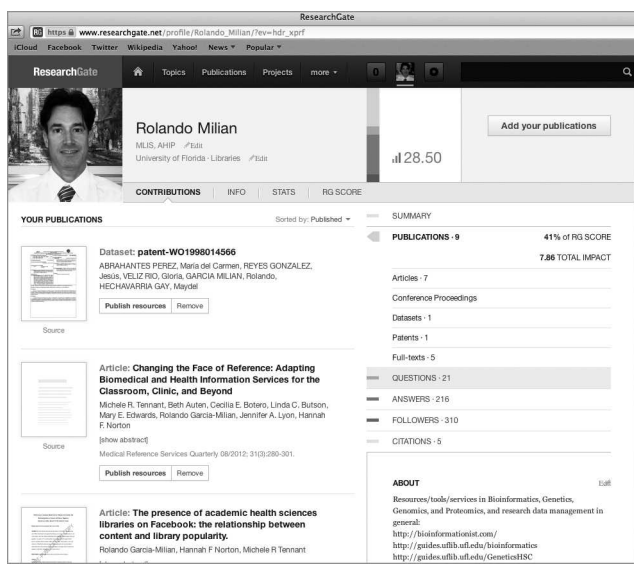 ResearchGate
RG https www.researchgate.net/profile/Rolando_Milian/?ev=hdr_xprf
iCloud Facebook Twitter Wikipedia Yahoo! News Popular
ResearchGate Topics Publications Projects more 0
Rolando Milian
MLIS, AHIP Edit
University of Florida · Libraries Edit
28.50
Add your publications
CONTRIBUTIONS INFO STATS RG SCORE
YOUR PUBLICATIONS Sorted by: Published
Dataset: patent-WO1998014566
ABRAHANTES PEREZ, María del Carmen, REYES GONZALEZ,
Jesús, VELIZ RIO, Gloria, GARCIA MILIAN, Rolando,
HECHAVARRIA GAY, Maydel
Publish resources Remove
Source
Article: Changing the Face of Reference: Adapting
Biomedical and Health Information Services for the
Classroom, Clinic, and Beyond
Michele R. Tennant, Beth Auten, Cecilia E. Botero, Linda C. Butson,
Mary E. Edwards, Rolando Garcia-Milian, Jennifer A. Lyon, Hannah
F. Norton
[show abstract]
Medical Reference Services Quarterly 08/2012; 31(3):280-301.
Publish resources Remove
Source
Article: The presence of academic health sciences
libraries on Facebook: the relationship between
content and library popularity.
Rolando Garcia-Milian, Hannah F Norton, Michele R Tennant
SUMMARY
PUBLICATIONS · 9 41% of RG SCORE
7.86 TOTAL IMPACT
Articles · 7
Conference Proceedings
Datasets · 1
Patents · 1
Full-texts · 5
QUESTIONS · 21
ANSWERS · 216
FOLLOWERS · 310
CITATIONS · 5
ABOUT Edit
Resources/tools/services in Bioinformatics, Genetics,
Genomics, and Proteomics, and research data management in
general:
http://bioinformationist.com/
http://guides.uflib.ufl.edu/bioinformatics
http://guides.uflib.ufl.edu/GeneticsHSC